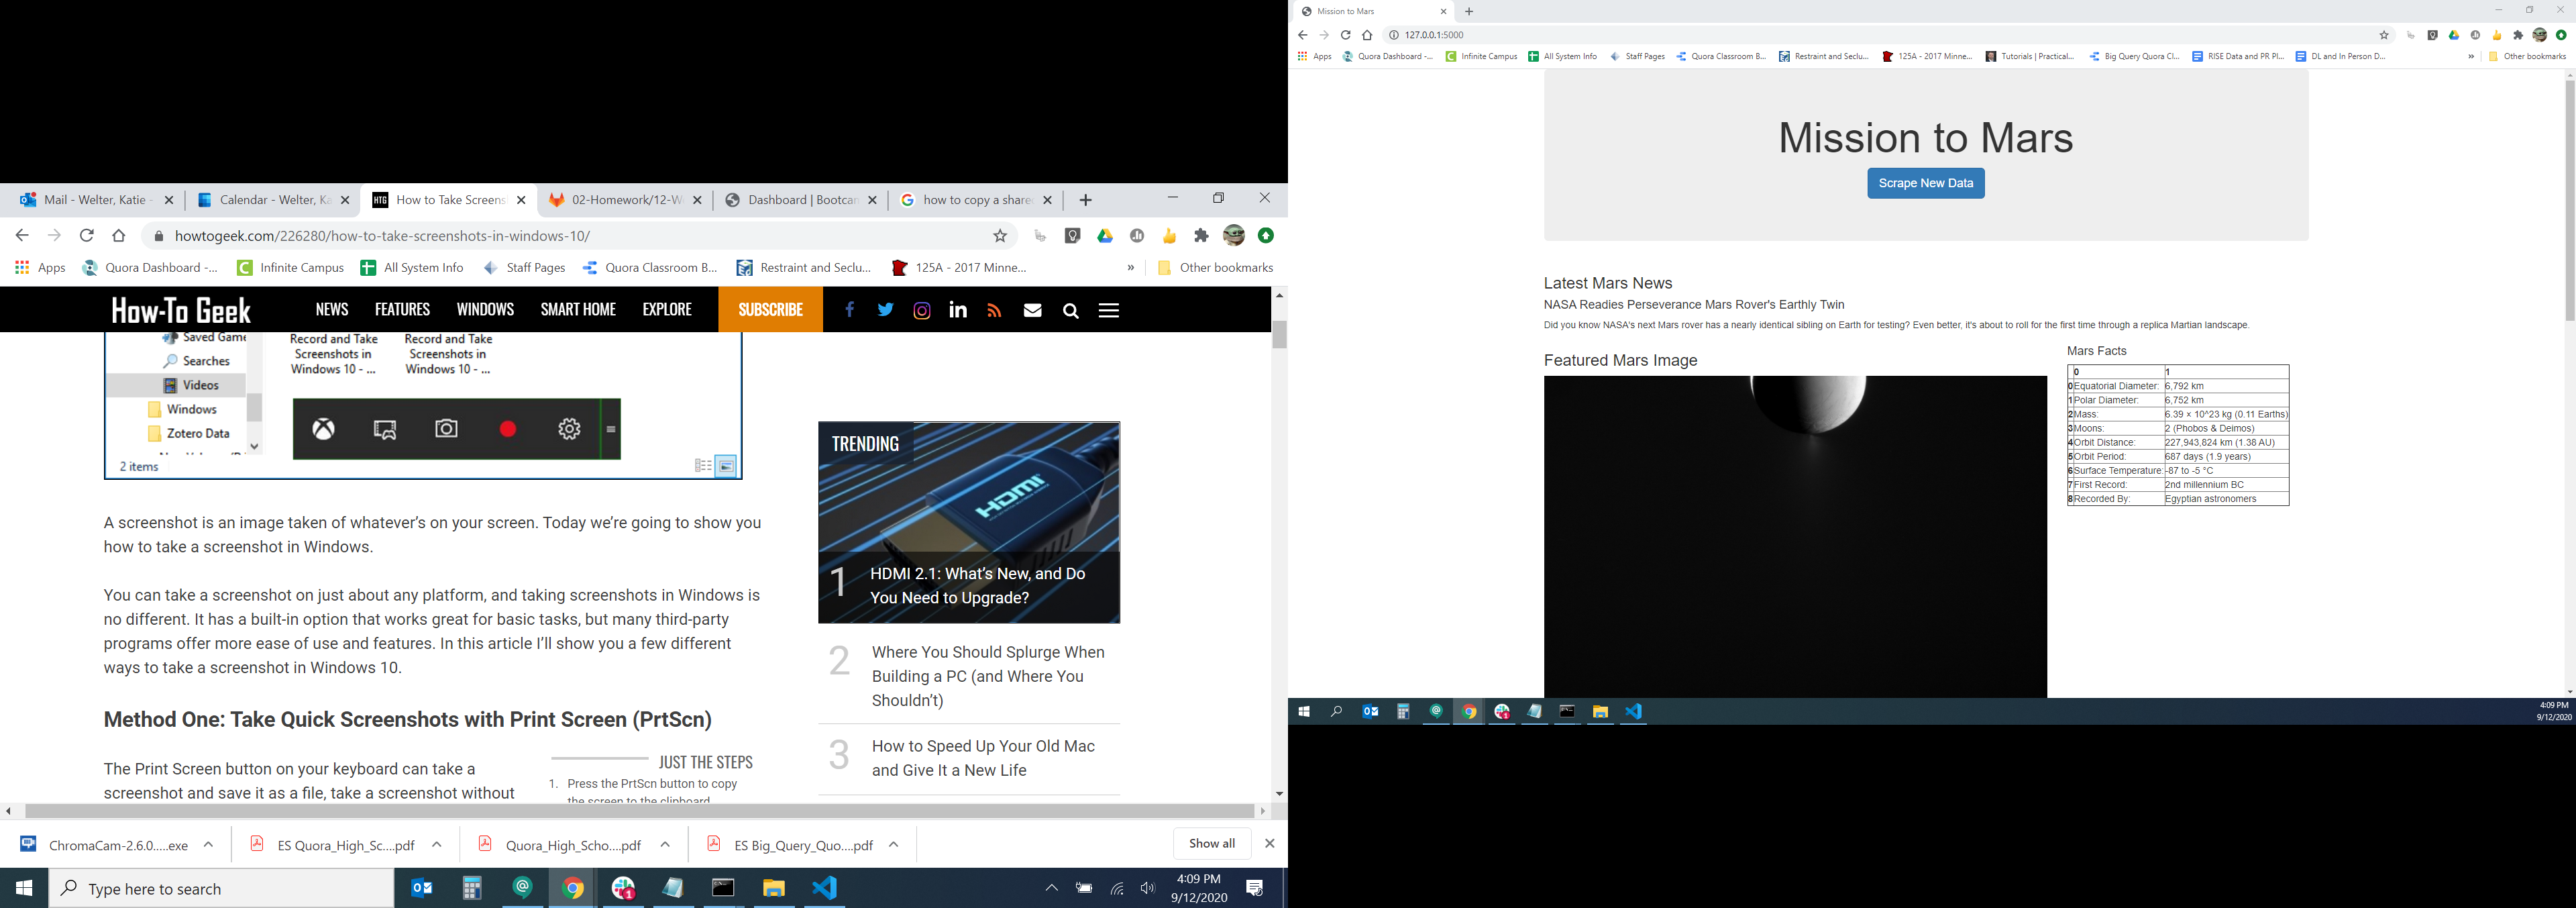 Mail - Welter, Katie -
Calendar - Welter, Ka
HTG How to Take Screens
02-Homework/12-W
Dashboard | Bootcam
how to copy a share
howtogeek.com/226280/how-to-take-screenshots-in-windows-10/
Apps
Quora Dashboard -...
Infinite Campus
All System Info
Staff Pages
Quora Classroom B...
Restraint and Seclu...
125A - 2017 Minne...
»
Other bookmarks
How-To Geek
NEWS
FEATURES
WINDOWS
SMART HOME
EXPLORE
SUBSCRIBE
Saved Game
Searches
Videos
Windows
Zotero Data
2 items
Record and Take
Screenshots in
Windows 10 - ...
Record and Take
Screenshots in
Windows 10 - ...
A screenshot is an image taken of whatever's on your screen. Today we're going to show you
how to take a screenshot in Windows.
You can take a screenshot on just about any platform, and taking screenshots in Windows is
no different. It has a built-in option that works great for basic tasks, but many third-party
programs offer more ease of use and features. In this article I'll show you a few different
ways to take a screenshot in Windows 10.
Method One: Take Quick Screenshots with Print Screen (PrtScn)
The Print Screen button on your keyboard can take a
screenshot and save it as a file, take a screenshot without
JUST THE STEPS
1. Press the PrtScn button to copy
the screen to the clipboard
TRENDING
HDMI
1 HDMI 2.1: What's New, and Do
You Need to Upgrade?
2 Where You Should Splurge When
Building a PC (and Where You
Shouldn't)
3 How to Speed Up Your Old Mac
and Give It a New Life
ChromaCam-2.6.0.....exe
ES Quora_High_Sc....pdf
Quora_High_Scho....pdf
ES Big_Query_Quo....pdf
Show all
Type here to search
4:09 PM
9/12/2020
Mission to Mars
127.0.0.1:5000
Apps
Quora Dashboard -...
Infinite Campus
All System Info
Staff Pages
Quora Classroom B...
Restraint and Seclu...
125A - 2017 Minne...
Tutorials | Practical...
Big Query Quora Cl...
RISE Data and PR Pl...
DL and In Person D...
»
Other bookmarks
Mission to Mars
Scrape New Data
Latest Mars News
NASA Readies Perseverance Mars Rover's Earthly Twin
Did you know NASA's next Mars rover has a nearly identical sibling on Earth for testing? Even better, it's about to roll for the first time through a replica Martian landscape.
Featured Mars Image
Mars Facts
0 1
0 Equatorial Diameter: 6,792 km
1 Polar Diameter: 6,752 km
2 Mass: 6.39 × 10^23 kg (0.11 Earths)
3 Moons: 2 (Phobos & Deimos)
4 Orbit Distance: 227,943,824 km (1.38 AU)
5 Orbit Period: 687 days (1.9 years)
6 Surface Temperature: -87 to -5 °C
7 First Record: 2nd millennium BC
8 Recorded By: Egyptian astronomers
4:09 PM
9/12/2020